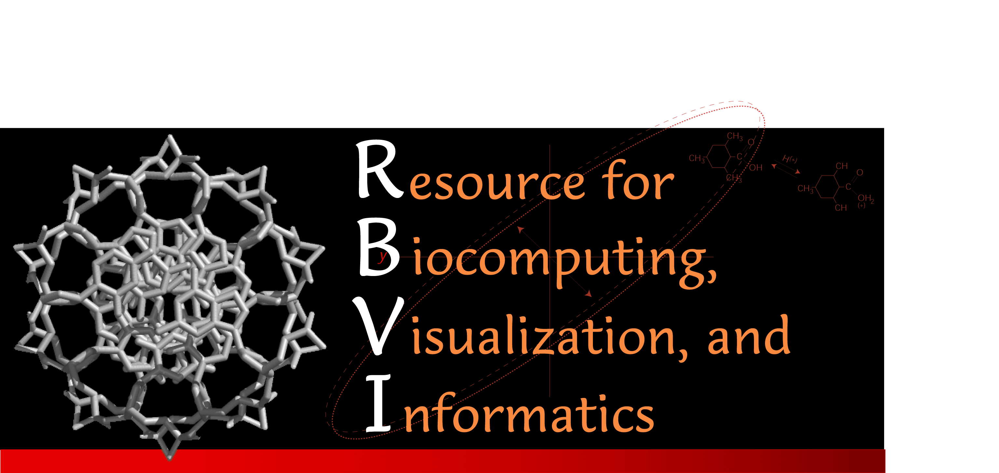 Resource for
Biocomputing,
Visualization, and
Informatics
y
CH3
O
CH3
C
OH
CH3
H(+)
CH
O
CH3
C
OH2
(+)
CH